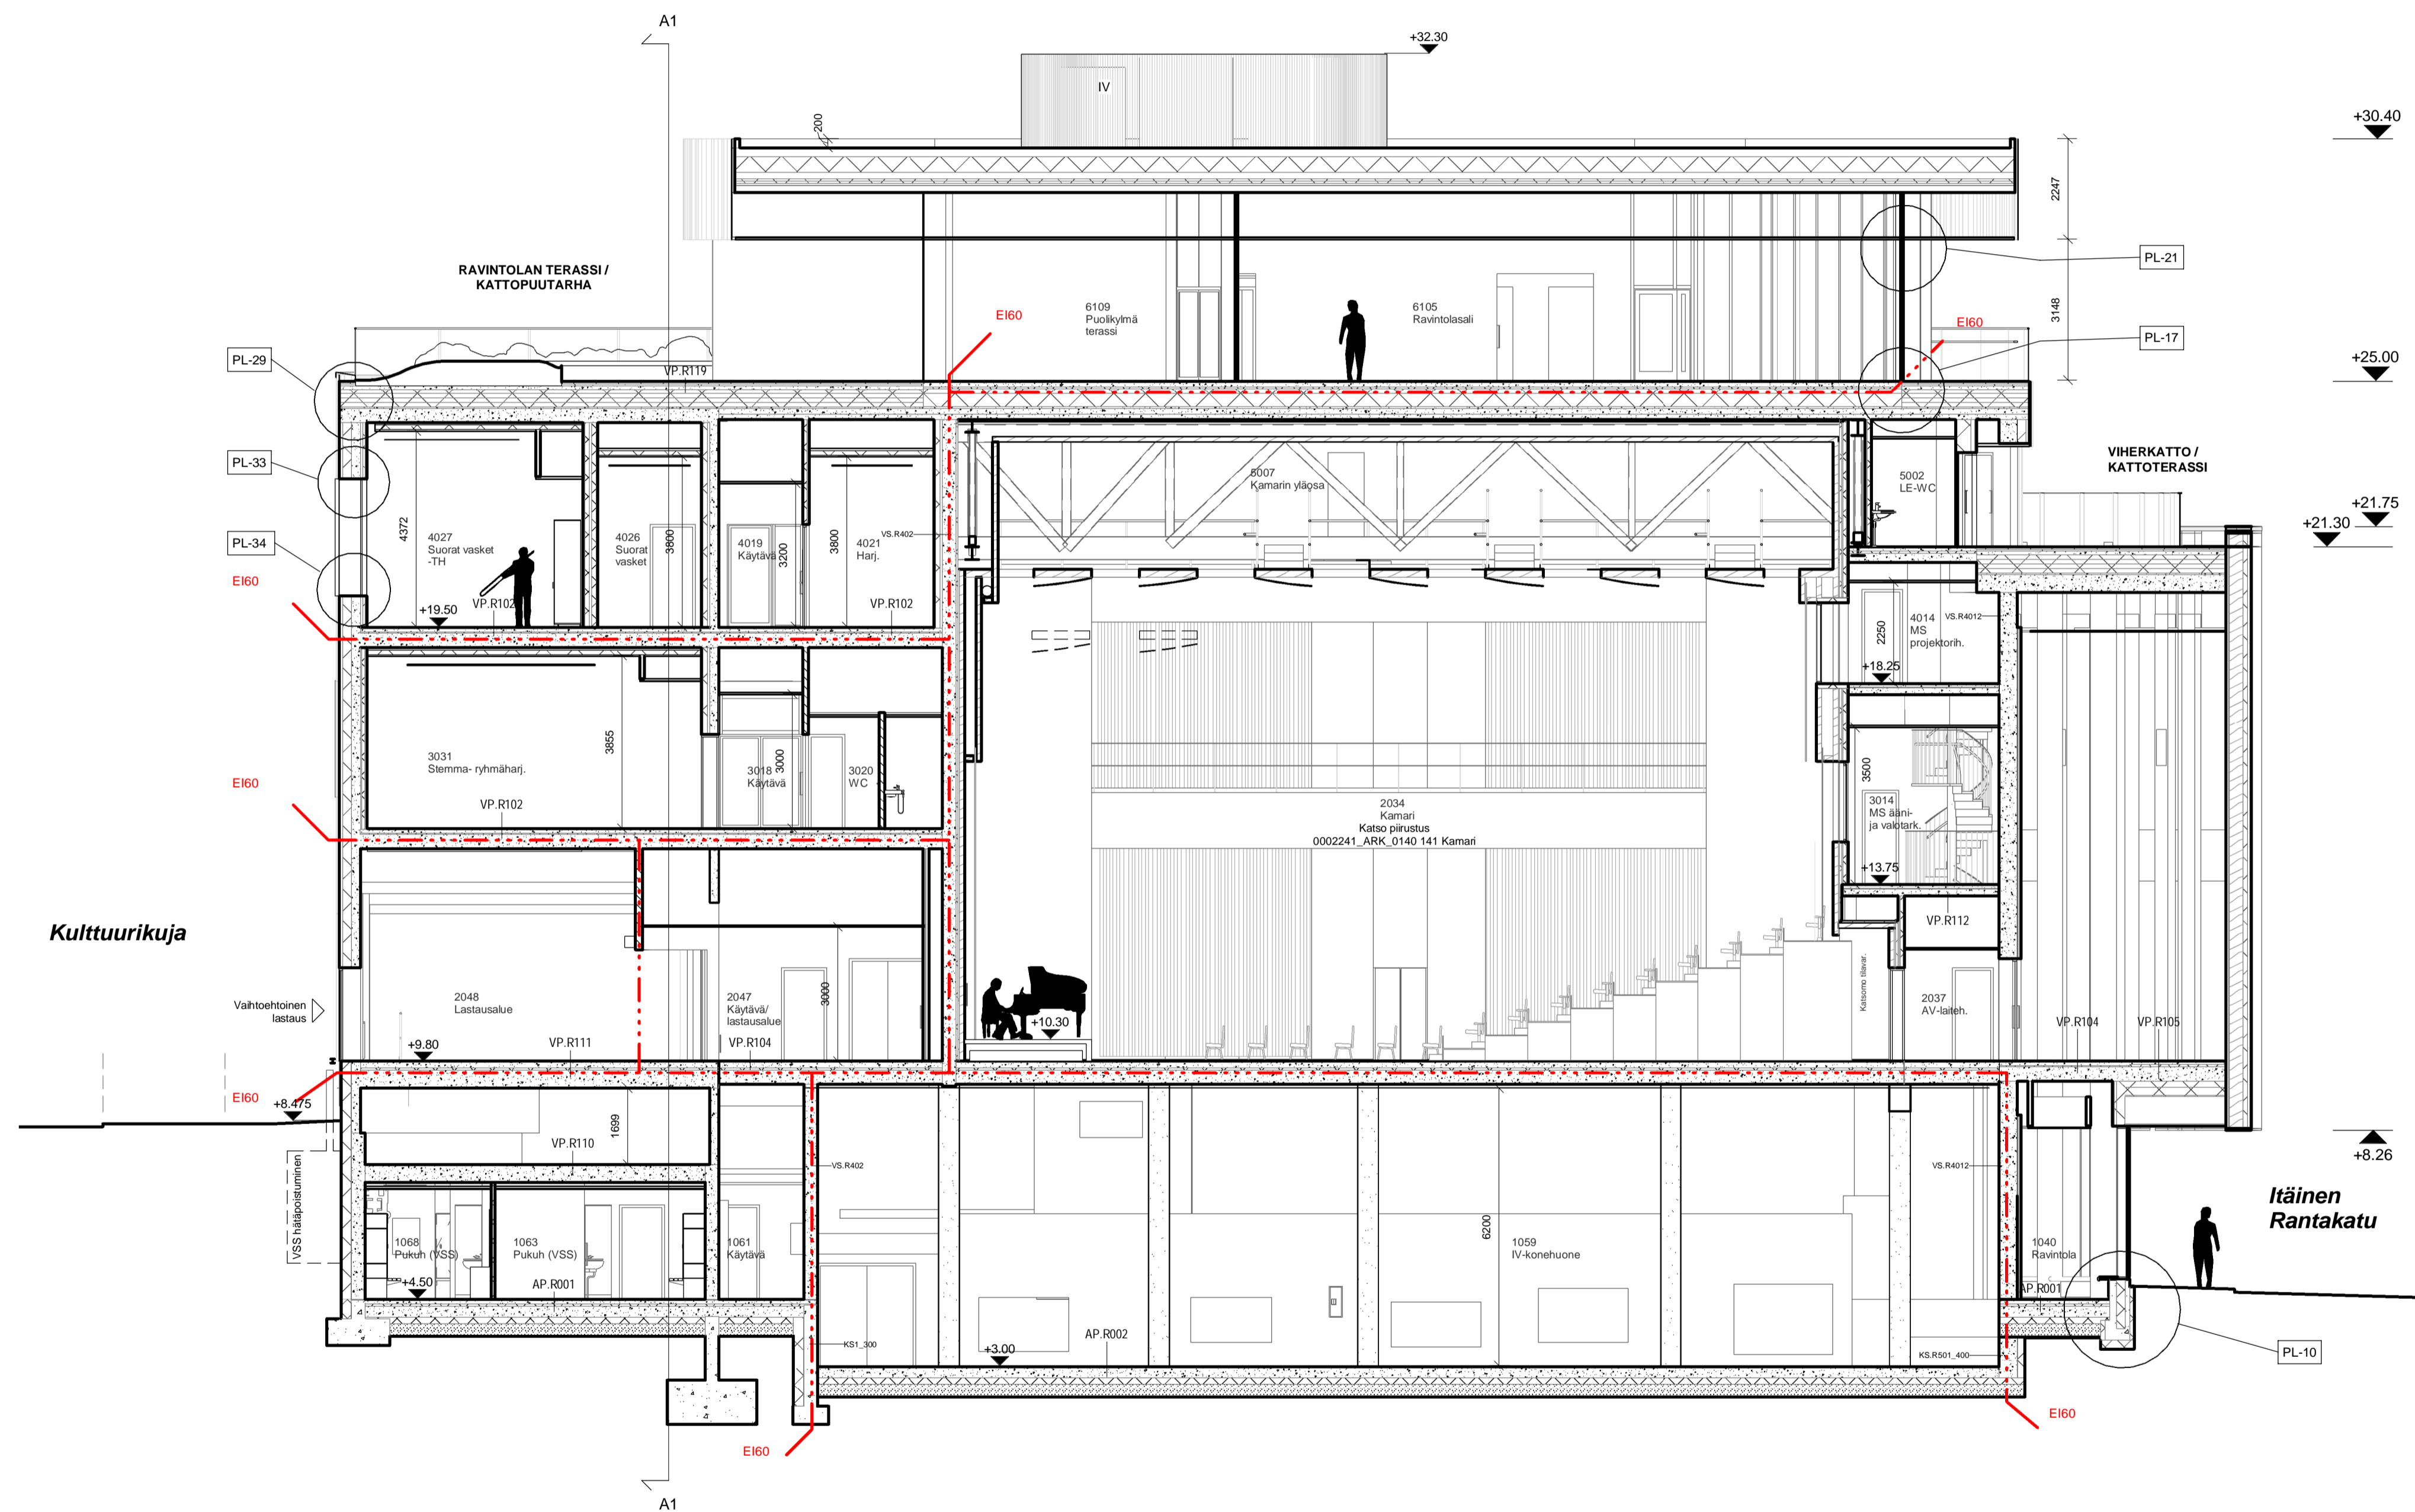 A1
+32.30
IV
+30.40
200
2247
RAVINTOLAN TERASSI /
KATTOPUUTARHA
PL-21
6109
Puolikylmä
terassi
6105
Ravintolasali
3148
EI60
EI60
PL-17
PL-29
VP.R119
+25.00
PL-33
VIHERKATTO /
KATTOTERASSI
5007
Kamarin yläosa
5002
LE-WC
+21.75
+21.30
PL-34
4372
4027
Suorat vasket
-TH
4026
Suorat
vasket
3800
4019
Käytävä
3200
3800
4021
Harj.
VS.R402
EI60
+19.50
VP.R102
VP.R102
4014
MS
projektorih.
VS.R4012
2250
+18.25
3855
3031
Stemma- ryhmäharj.
3018
Käytävä
3000
3020
WC
EI60
VP.R102
3500
3014
MS ääni-
ja valotark.
2034
Kamari
Katso piirustus
0002241_ARK_0140 141 Kamari
+13.75
VP.R112
Kulttuurikuja
Vaihtoehtoinen
lastaus
2048
Lastausalue
2047
Käytävä/
lastausalue
3000
Katsomo tilavar.
2037
AV-laiteh.
+10.30
VP.R104
VP.R105
+9.80
VP.R111
VP.R104
EI60
+8.475
1699
VP.R110
+8.26
VSS hätäpoistuminen
VS.R402
VS.R4012
Itäinen
Rantakatu
1068
Pukuh (VSS)
1063
Pukuh (VSS)
1061
Käytävä
6200
1059
IV-konehuone
1040
Ravintola
+4.50
AP.R001
AP.R001
KS1_300
+3.00
AP.R002
KS.R501_400
PL-10
EI60
EI60
A1